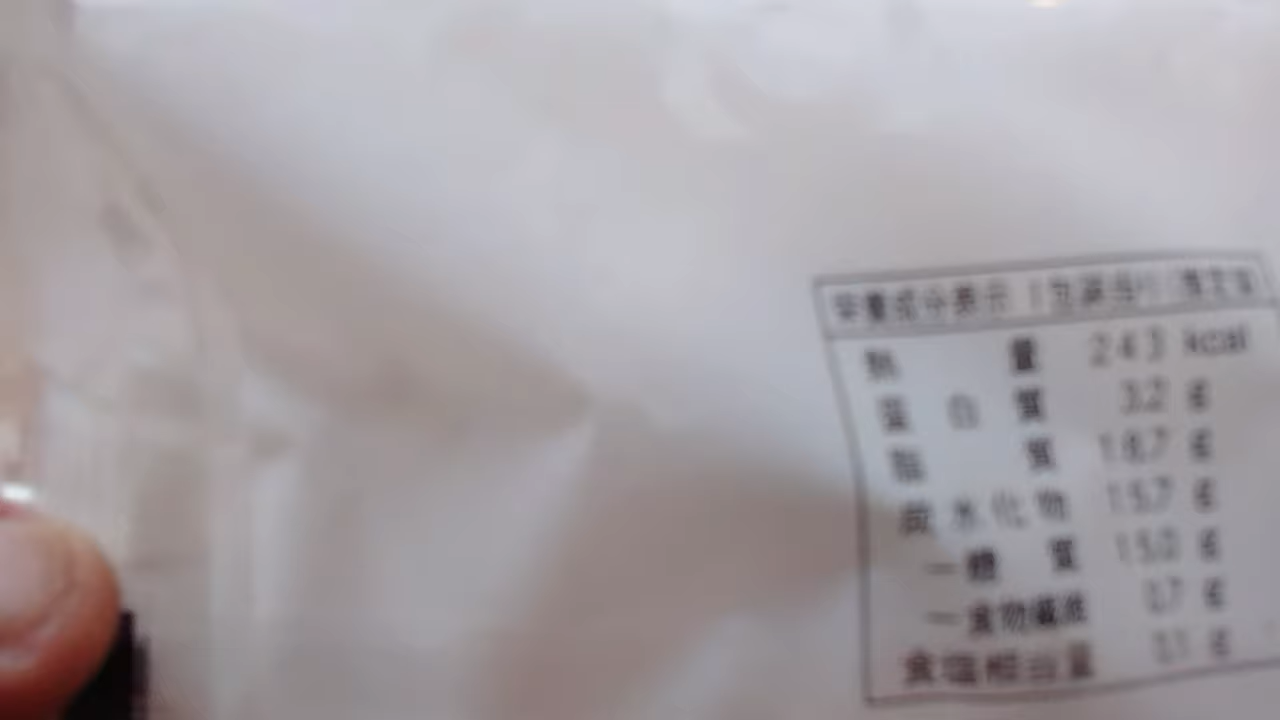 栄養成分表示
熱量 243 kcal
蛋白質 3.2 g
脂質 18.7 g
炭水化物 15.7 g
―糖質 15.0 g
―食物繊維 0.7 g
食塩相当量 g